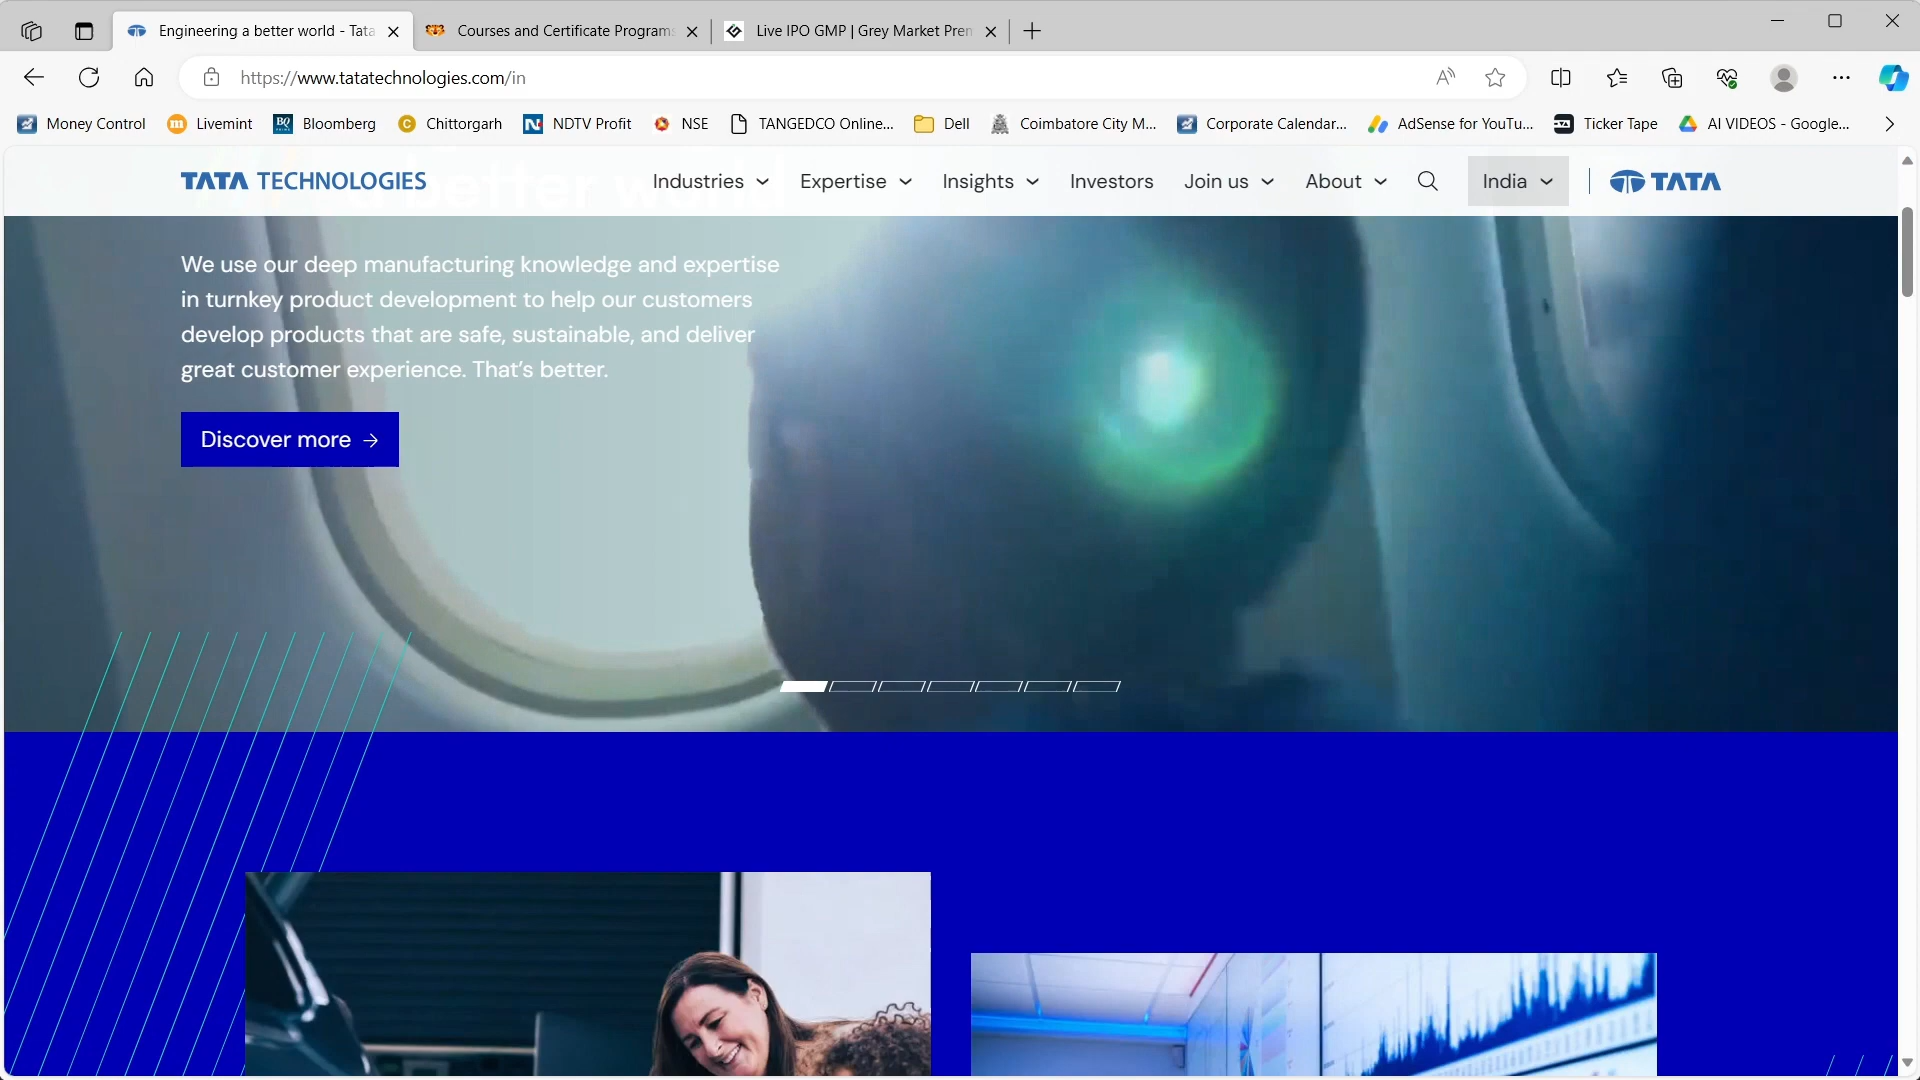 Engineering a better world - Tata
Courses and Certificate Programs
Live IPO GMP | Grey Market Prem
https://www.tatatechnologies.com/in
Money Control
Livemint
BQ
Bloomberg
Chittorgarh
NDTV Profit
NSE
TANGEDCO Online...
Dell
Coimbatore City M...
Corporate Calendar...
AdSense for YouTu...
Ticker Tape
AI VIDEOS - Google...
TATA TECHNOLOGIES
Industries
Expertise
Insights
Investors
Join us
About
India
TATA
better world
We use our deep manufacturing knowledge and expertise
in turnkey product development to help our customers
develop products that are safe, sustainable, and deliver
great customer experience. That’s better.
Discover more →